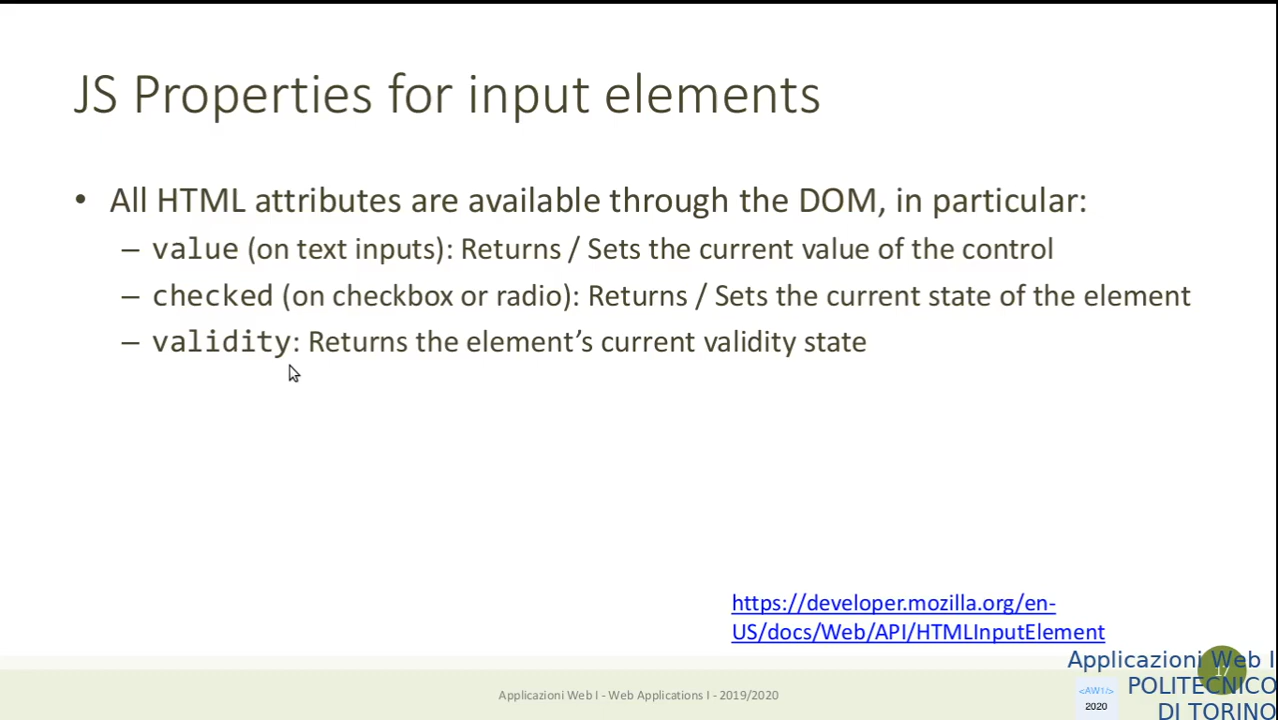 JS Properties for input elements
• All HTML attributes are available through the DOM, in particular:
– value (on text inputs): Returns / Sets the current value of the control
– checked (on checkbox or radio): Returns / Sets the current state of the element
– validity: Returns the element’s current validity state
https://developer.mozilla.org/en-
US/docs/Web/API/HTMLInputElement
Applicazioni Web I - Web Applications I - 2019/2020
17
Applicazioni Web I
POLITECNICO
DI TORINO
<AW1/>
2020